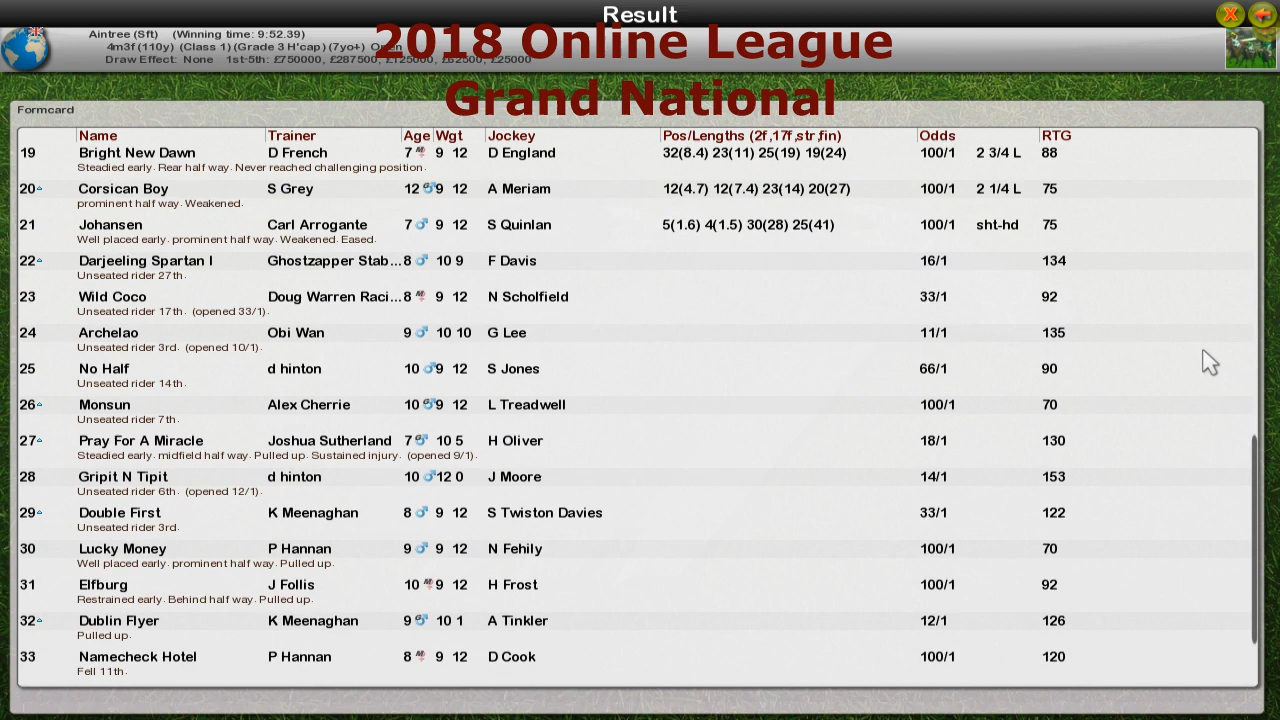 Result
Aintree (Sft) (Winning time: 9:52.39)
4m3f (110y) (Class 1) (Grade 3 H'cap) (7yo+) Open
Draw Effect: None 1st-5th: £750000, £287500, £125000, £62500, £25000
2018 Online League
Grand National
Formcard
Name Trainer Age Wgt Jockey Pos/Lengths (2f,17f,str,fin) Odds RTG
19 Bright New Dawn D French 7 9 12 D England 32(8.4) 23(11) 25(19) 19(24) 100/1 2 3/4 L 88
Steadied early. Rear half way. Never reached challenging position.
20 Corsican Boy S Grey 12 9 12 A Meriam 12(4.7) 12(7.4) 23(14) 20(27) 100/1 2 1/4 L 75
prominent half way. Weakened.
21 Johansen Carl Arrogante 7 9 12 S Quinlan 5(1.6) 4(1.5) 30(28) 25(41) 100/1 sht-hd 75
Well placed early. prominent half way. Weakened. Eased.
22 Darjeeling Spartan I Ghostzapper Stab... 8 10 9 F Davis 16/1 134
Unseated rider 27th.
23 Wild Coco Doug Warren Raci... 8 9 12 N Scholfield 33/1 92
Unseated rider 17th. (opened 33/1).
24 Archelao Obi Wan 9 10 10 G Lee 11/1 135
Unseated rider 3rd. (opened 10/1).
25 No Half d hinton 10 9 12 S Jones 66/1 90
Unseated rider 14th.
26 Monsun Alex Cherrie 10 9 12 L Treadwell 100/1 70
Unseated rider 7th.
27 Pray For A Miracle Joshua Sutherland 7 10 5 H Oliver 18/1 130
Steadied early. midfield half way. Pulled up. Sustained injury. (opened 9/1).
28 Gripit N Tipit d hinton 10 12 0 J Moore 14/1 153
Unseated rider 6th. (opened 12/1).
29 Double First K Meenaghan 8 9 12 S Twiston Davies 33/1 122
Unseated rider 3rd.
30 Lucky Money P Hannan 9 9 12 N Fehily 100/1 70
Well placed early. prominent half way. Pulled up.
31 Elfburg J Follis 10 9 12 H Frost 100/1 92
Restrained early. Behind half way. Pulled up.
32 Dublin Flyer K Meenaghan 9 10 1 A Tinkler 12/1 126
Pulled up.
33 Namecheck Hotel P Hannan 8 9 12 D Cook 100/1 120
Fell 11th.